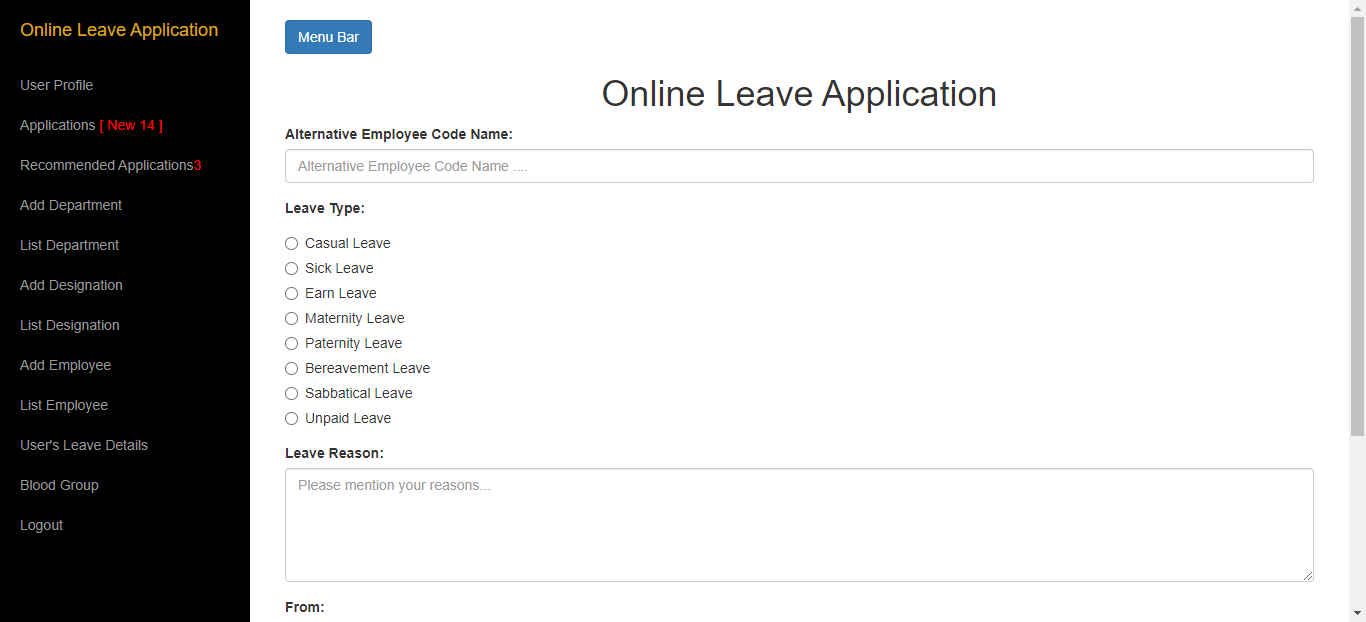 Online Leave Application
User Profile
Applications [ New 14 ]
Recommended Applications3
Add Department
List Department
Add Designation
List Designation
Add Employee
List Employee
User's Leave Details
Blood Group
Logout
Menu Bar
Online Leave Application
Alternative Employee Code Name:
Alternative Employee Code Name ....
Leave Type:
Casual Leave
Sick Leave
Earn Leave
Maternity Leave
Paternity Leave
Bereavement Leave
Sabbatical Leave
Unpaid Leave
Leave Reason:
Please mention your reasons...
From: